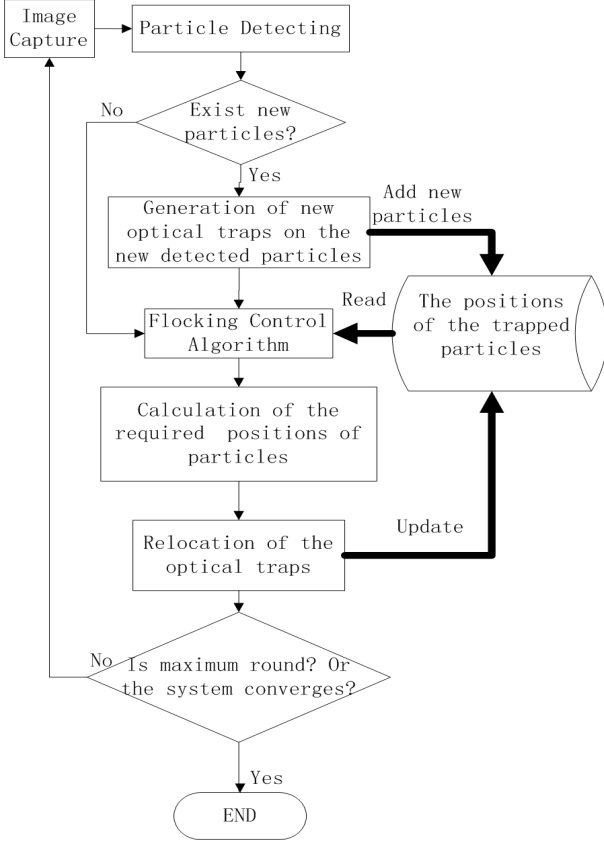 Image
Capture
Particle Detecting
No
Exist new
particles?
Yes
Generation of new
optical traps on the
new detected particles
Add new
particles
Read
The positions
of the trapped
particles
Flocking Control
Algorithm
Calculation of the
required positions of
particles
Update
Relocation of the
optical traps
No
Is maximum round? Or
the system converges?
Yes
END